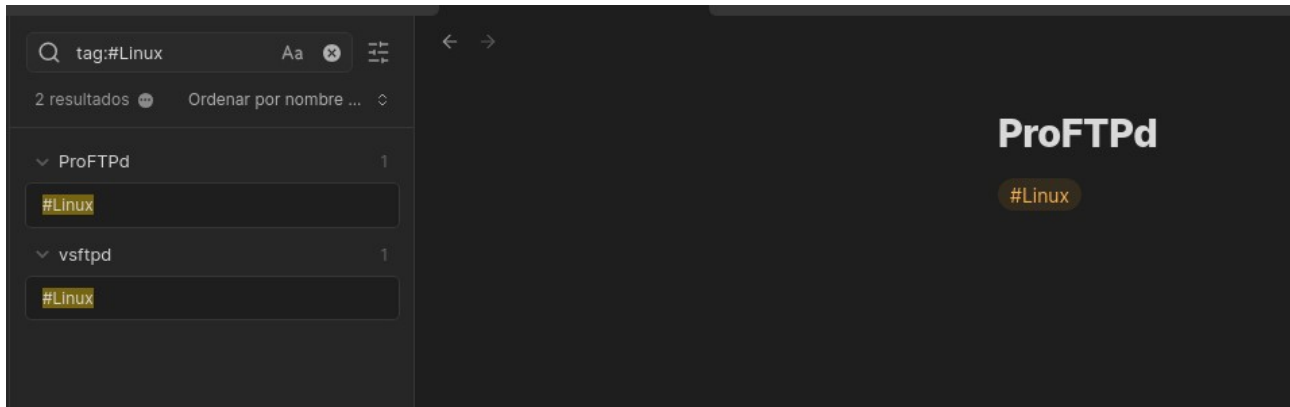 tag:#Linux Aa
2 resultados Ordenar por nombre ...
ProFTPd 1
#Linux
vsftpd 1
#Linux
ProFTPd
#Linux